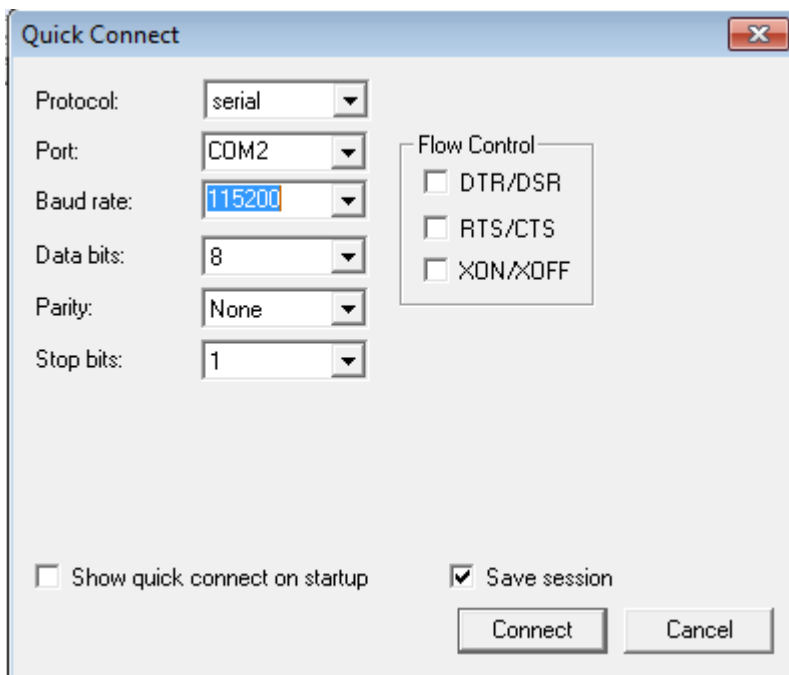 Quick Connect
Protocol: serial
Port: COM2
Baud rate: 115200
Data bits: 8
Parity: None
Stop bits: 1
Flow Control
DTR/DSR
RTS/CTS
XON/XOFF
Show quick connect on startup
Save session
Connect
Cancel